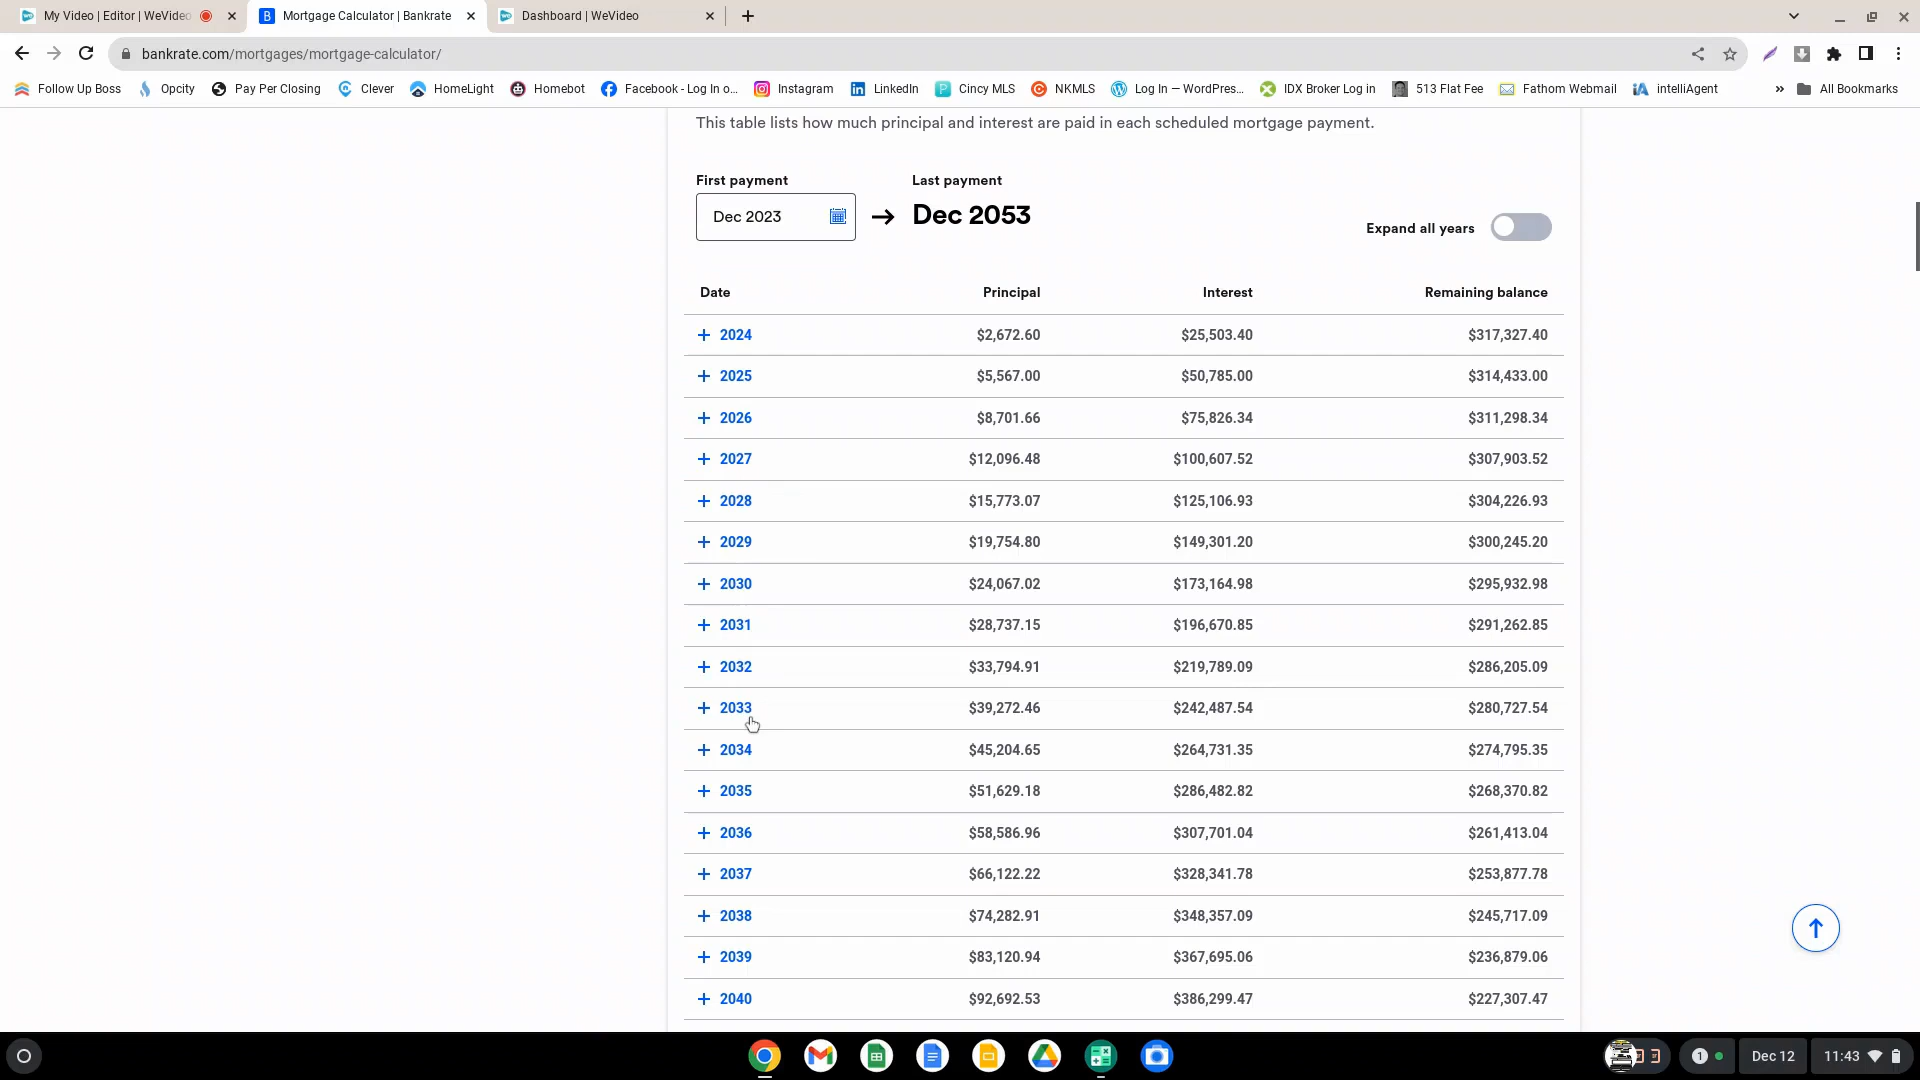 My Video | Editor | WeVideo
Mortgage Calculator | Bankrate
Dashboard | WeVideo
bankrate.com/mortgages/mortgage-calculator/
Follow Up Boss
Opcity
Pay Per Closing
Clever
HomeLight
Homebot
Facebook - Log In o...
Instagram
LinkedIn
Cincy MLS
NKMLS
Log In — WordPres...
IDX Broker Log in
513 Flat Fee
Fathom Webmail
intelliAgent
» All Bookmarks
This table lists how much principal and interest are paid in each scheduled mortgage payment.
First payment Last payment
Dec 2023 → Dec 2053
Expand all years
Date Principal Interest Remaining balance
+ 2024 $2,672.60 $25,503.40 $317,327.40
+ 2025 $5,567.00 $50,785.00 $314,433.00
+ 2026 $8,701.66 $75,826.34 $311,298.34
+ 2027 $12,096.48 $100,607.52 $307,903.52
+ 2028 $15,773.07 $125,106.93 $304,226.93
+ 2029 $19,754.80 $149,301.20 $300,245.20
+ 2030 $24,067.02 $173,164.98 $295,932.98
+ 2031 $28,737.15 $196,670.85 $291,262.85
+ 2032 $33,794.91 $219,789.09 $286,205.09
+ 2033 $39,272.46 $242,487.54 $280,727.54
+ 2034 $45,204.65 $264,731.35 $274,795.35
+ 2035 $51,629.18 $286,482.82 $268,370.82
+ 2036 $58,586.96 $307,701.04 $261,413.04
+ 2037 $66,122.22 $328,341.78 $253,877.78
+ 2038 $74,282.91 $348,357.09 $245,717.09
+ 2039 $83,120.94 $367,695.06 $236,879.06
+ 2040 $92,692.53 $386,299.47 $227,307.47
1
Dec 12
11:43